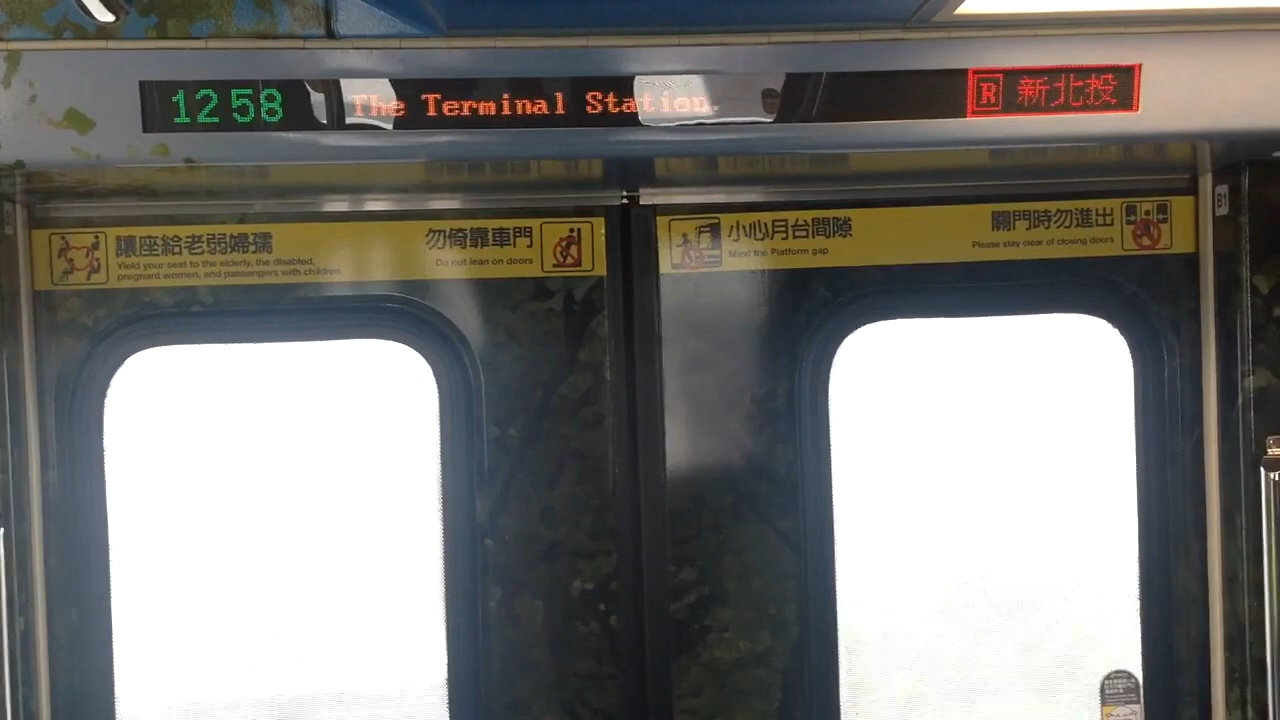 12 58 The Terminal Station. R 新北投
讓座給老弱婦孺
Yield your seat to the elderly, the disabled,
pregnant women, and passengers with children
勿倚靠車門
Do not lean on doors
小心月台間隙
Mind the Platform gap
關門時勿進出
Please stay clear of closing doors
B1